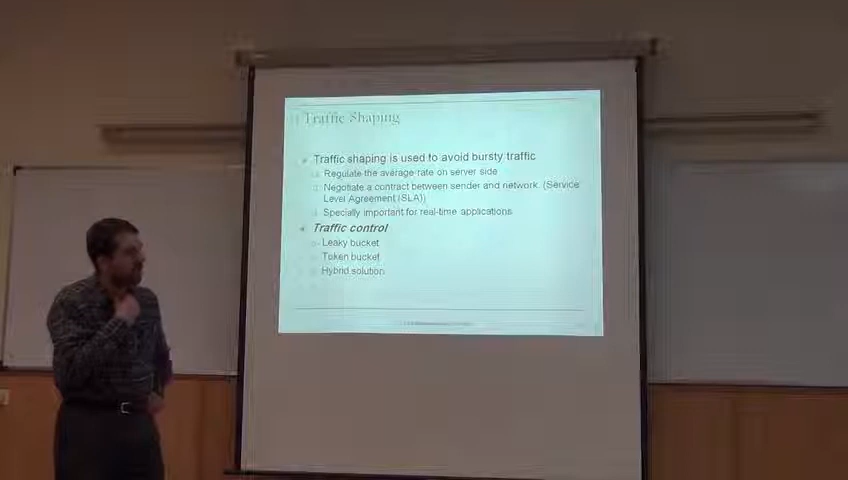 Traffic Shaping
Traffic shaping is used to avoid bursty traffic
Regulate the average rate on server side
Negotiate a contract between sender and network. (Service
Level Agreement (SLA))
Specially important for real-time applications
Traffic control
Leaky bucket
Token bucket
Hybrid solution